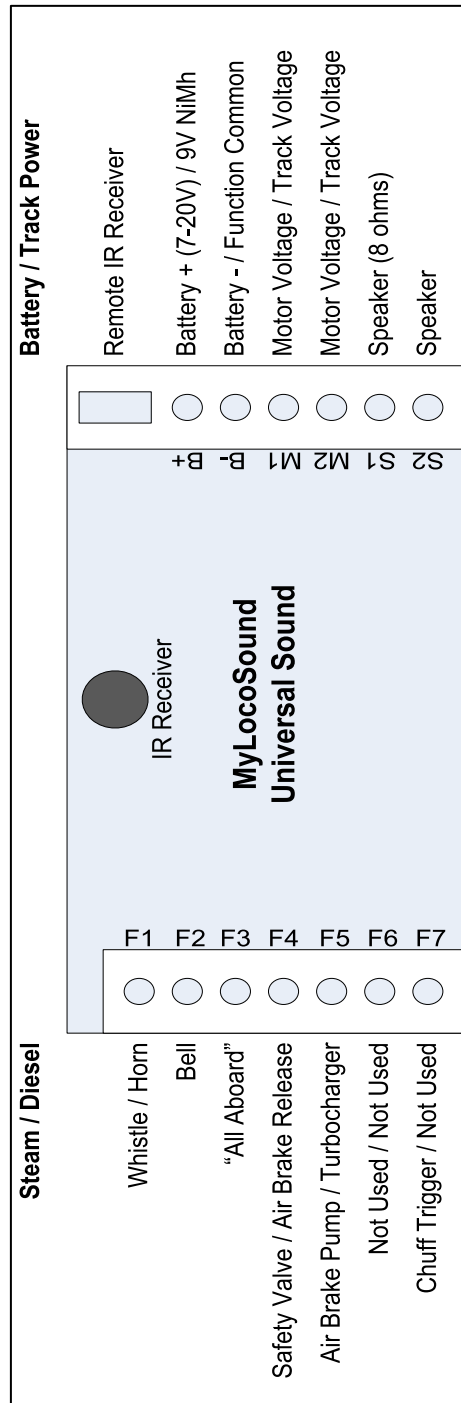 Steam / Diesel
Battery / Track Power
Whistle / Horn
Bell
“All Aboard”
Safety Valve / Air Brake Release
Air Brake Pump / Turbocharger
Not Used / Not Used
Chuff Trigger / Not Used
F1
F2
F3
F4
F5
F6
F7
IR Receiver
MyLocoSound
Universal Sound
B+
B-
M1
M2
S1
S2
Remote IR Receiver
Battery + (7-20V) / 9V NiMh
Battery - / Function Common
Motor Voltage / Track Voltage
Motor Voltage / Track Voltage
Speaker (8 ohms)
Speaker